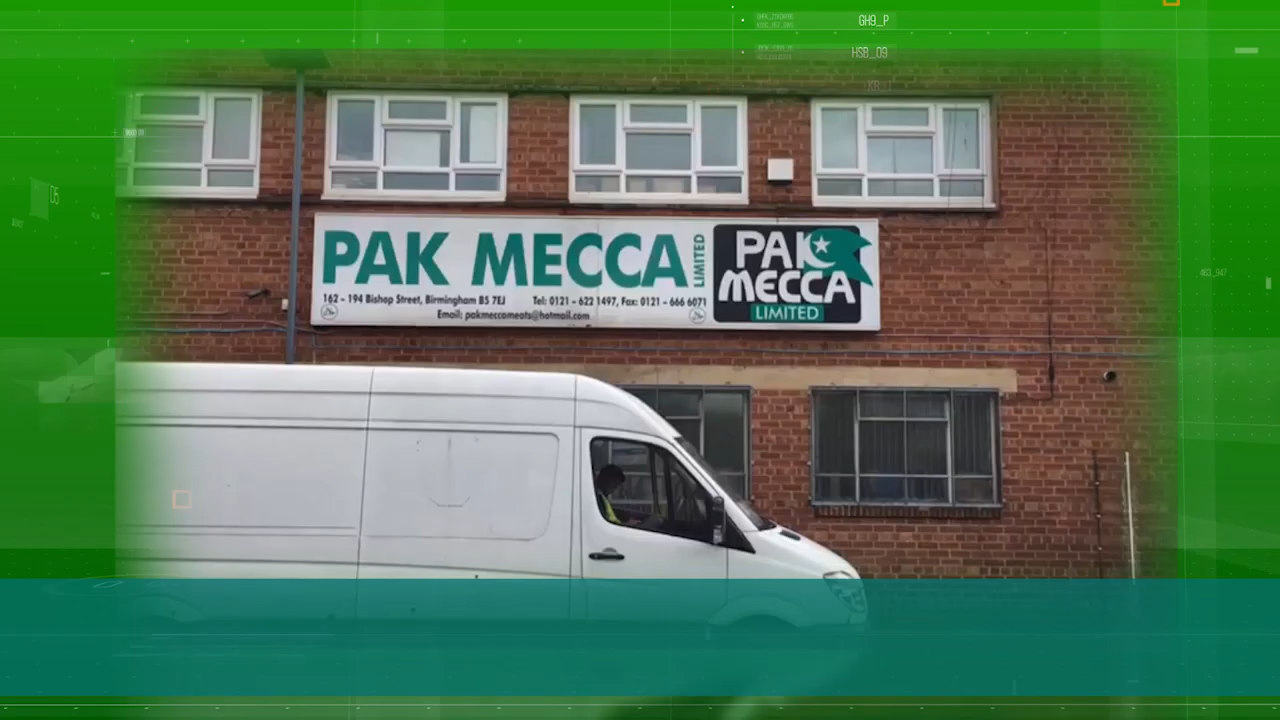 GH9_P
HSB_09
PAK MECCA LIMITED
162 - 194 Bishop Street, Birmingham B5 7EJ Tel: 0121 - 622 1497, Fax: 0121 - 666 6071
Email: pakmeccameats@hotmail.com
PAK
MECCA
LIMITED